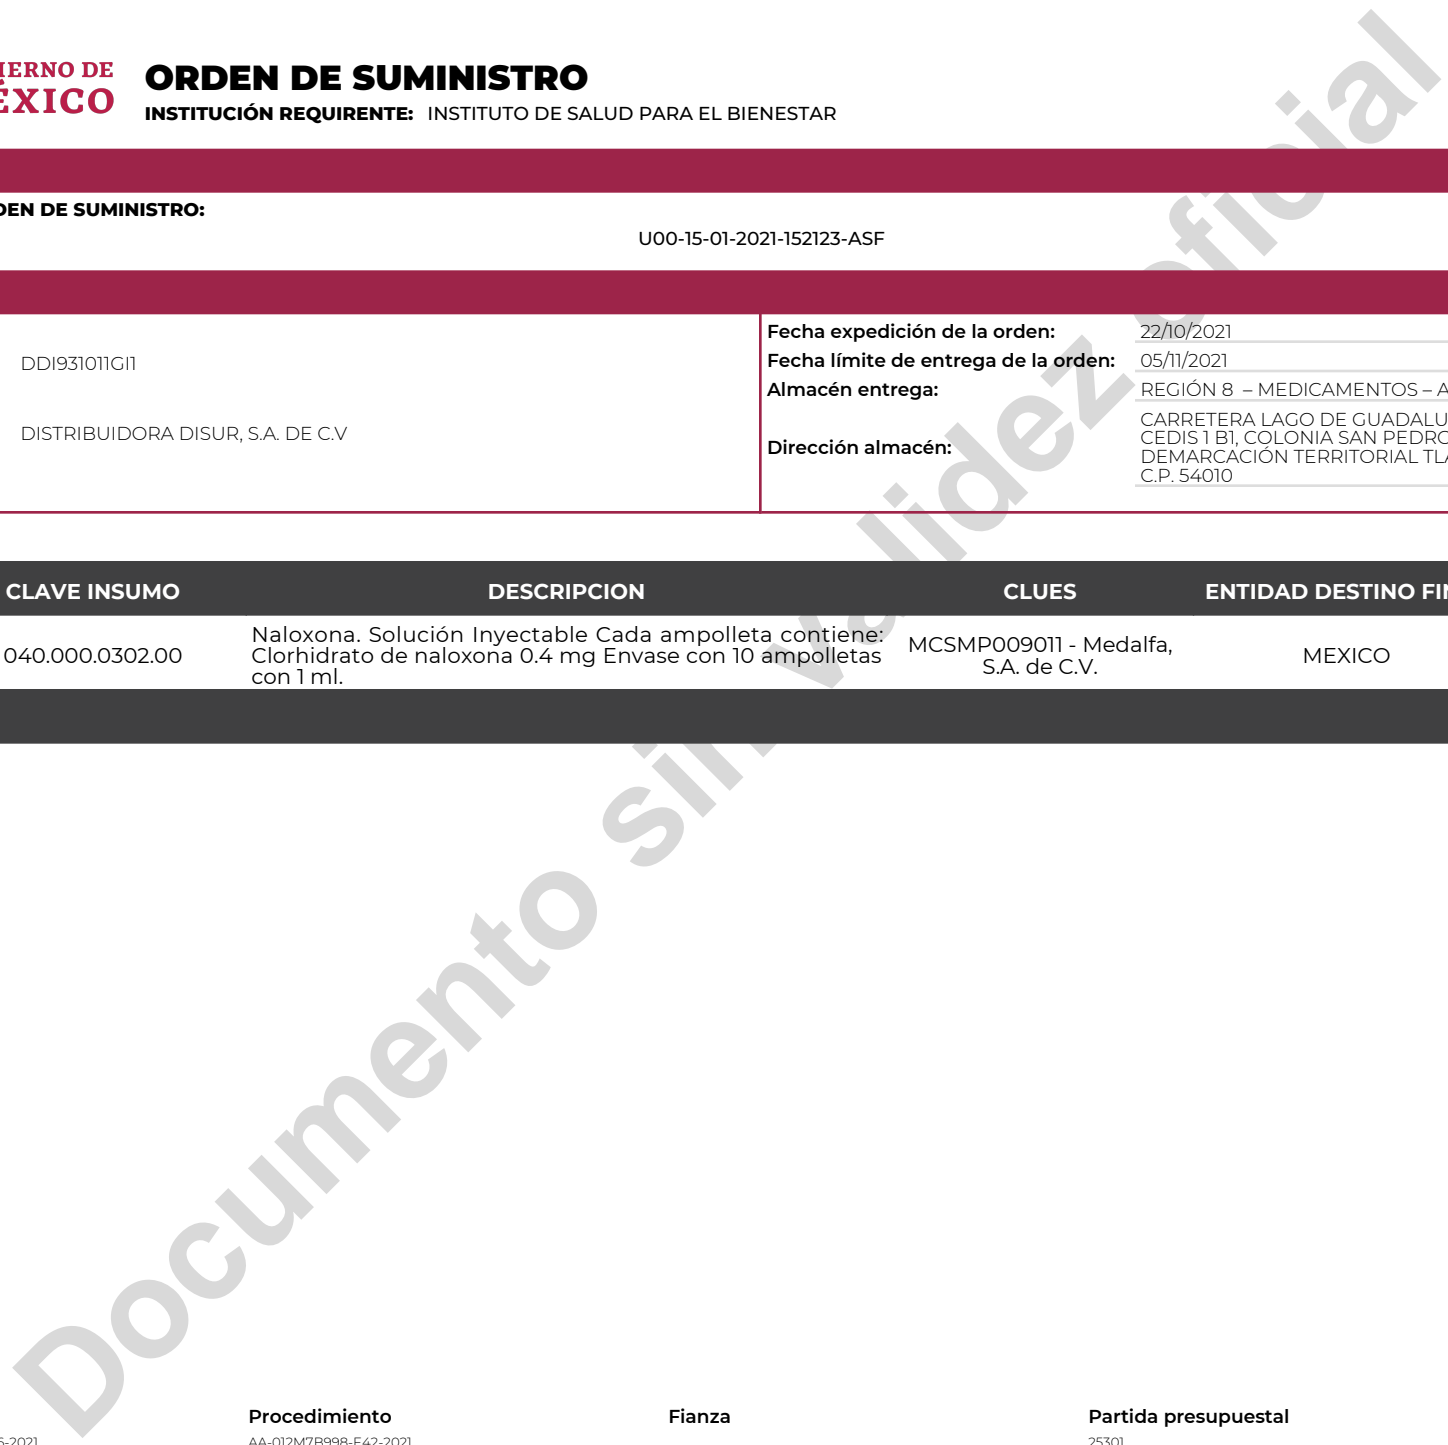 IERNO DE
ÉXICO
ORDEN DE SUMINISTRO
INSTITUCIÓN REQUIRENTE: INSTITUTO DE SALUD PARA EL BIENESTAR
DEN DE SUMINISTRO:
U00-15-01-2021-152123-ASF
DDI931011GI1
DISTRIBUIDORA DISUR, S.A. DE C.V
Fecha expedición de la orden: 22/10/2021
Fecha límite de entrega de la orden: 05/11/2021
Almacén entrega: REGIÓN 8 – MEDICAMENTOS – A
Dirección almacén:
CARRETERA LAGO DE GUADALU
CEDIS 1 B1, COLONIA SAN PEDRO
DEMARCACIÓN TERRITORIAL TLA
C.P. 54010
CLAVE INSUMO DESCRIPCION CLUES ENTIDAD DESTINO FIN
040.000.0302.00
Naloxona. Solución Inyectable Cada ampolleta contiene:
Clorhidrato de naloxona 0.4 mg Envase con 10 ampolletas
con 1 ml.
MCSMP009011 - Medalfa,
S.A. de C.V.
MEXICO
Documento sin validez oficial
Procedimiento Fianza Partida presupuestal
-2021 AA-012M7B998-E42-2021 25301